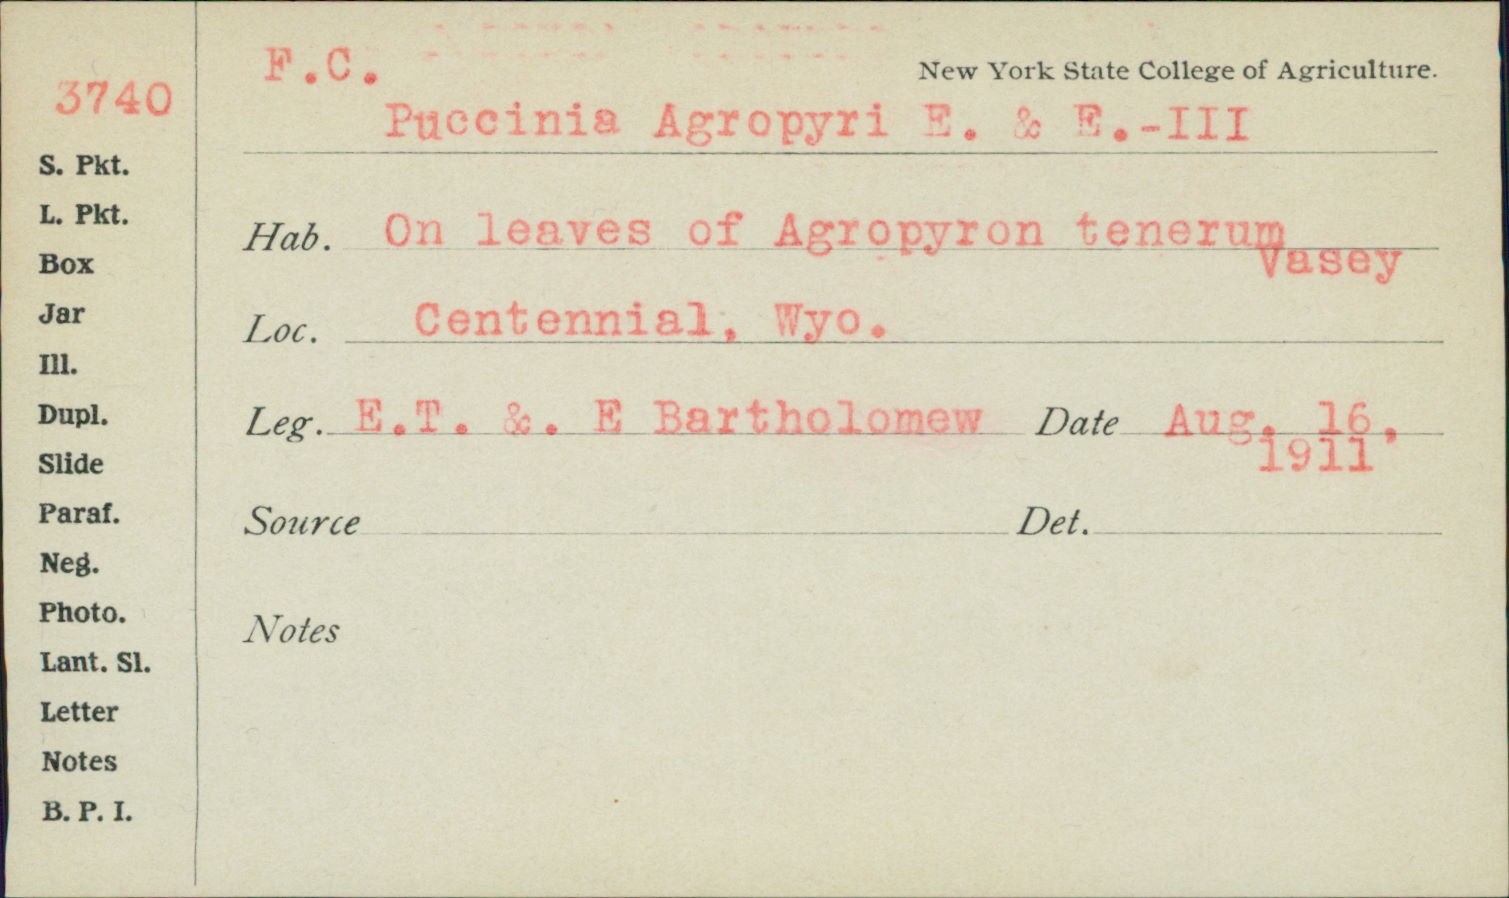 3740
S. Pkt.
L. Pkt.
Box
Jar
Ill.
Dupl.
Slide
Paraf.
Neg.
Photo.
Lant. Sl.
Letter
Notes
B. P. I.
F.C.
New York State College of Agriculture.
Puccinia Agropyri E. & E.-III
Hab. On leaves of Agropyron tenerum
Vasey
Loc. Centennial, Wyo.
Leg. E.T. &. E Bartholomew Date Aug. 16,
1911
Source Det.
Notes